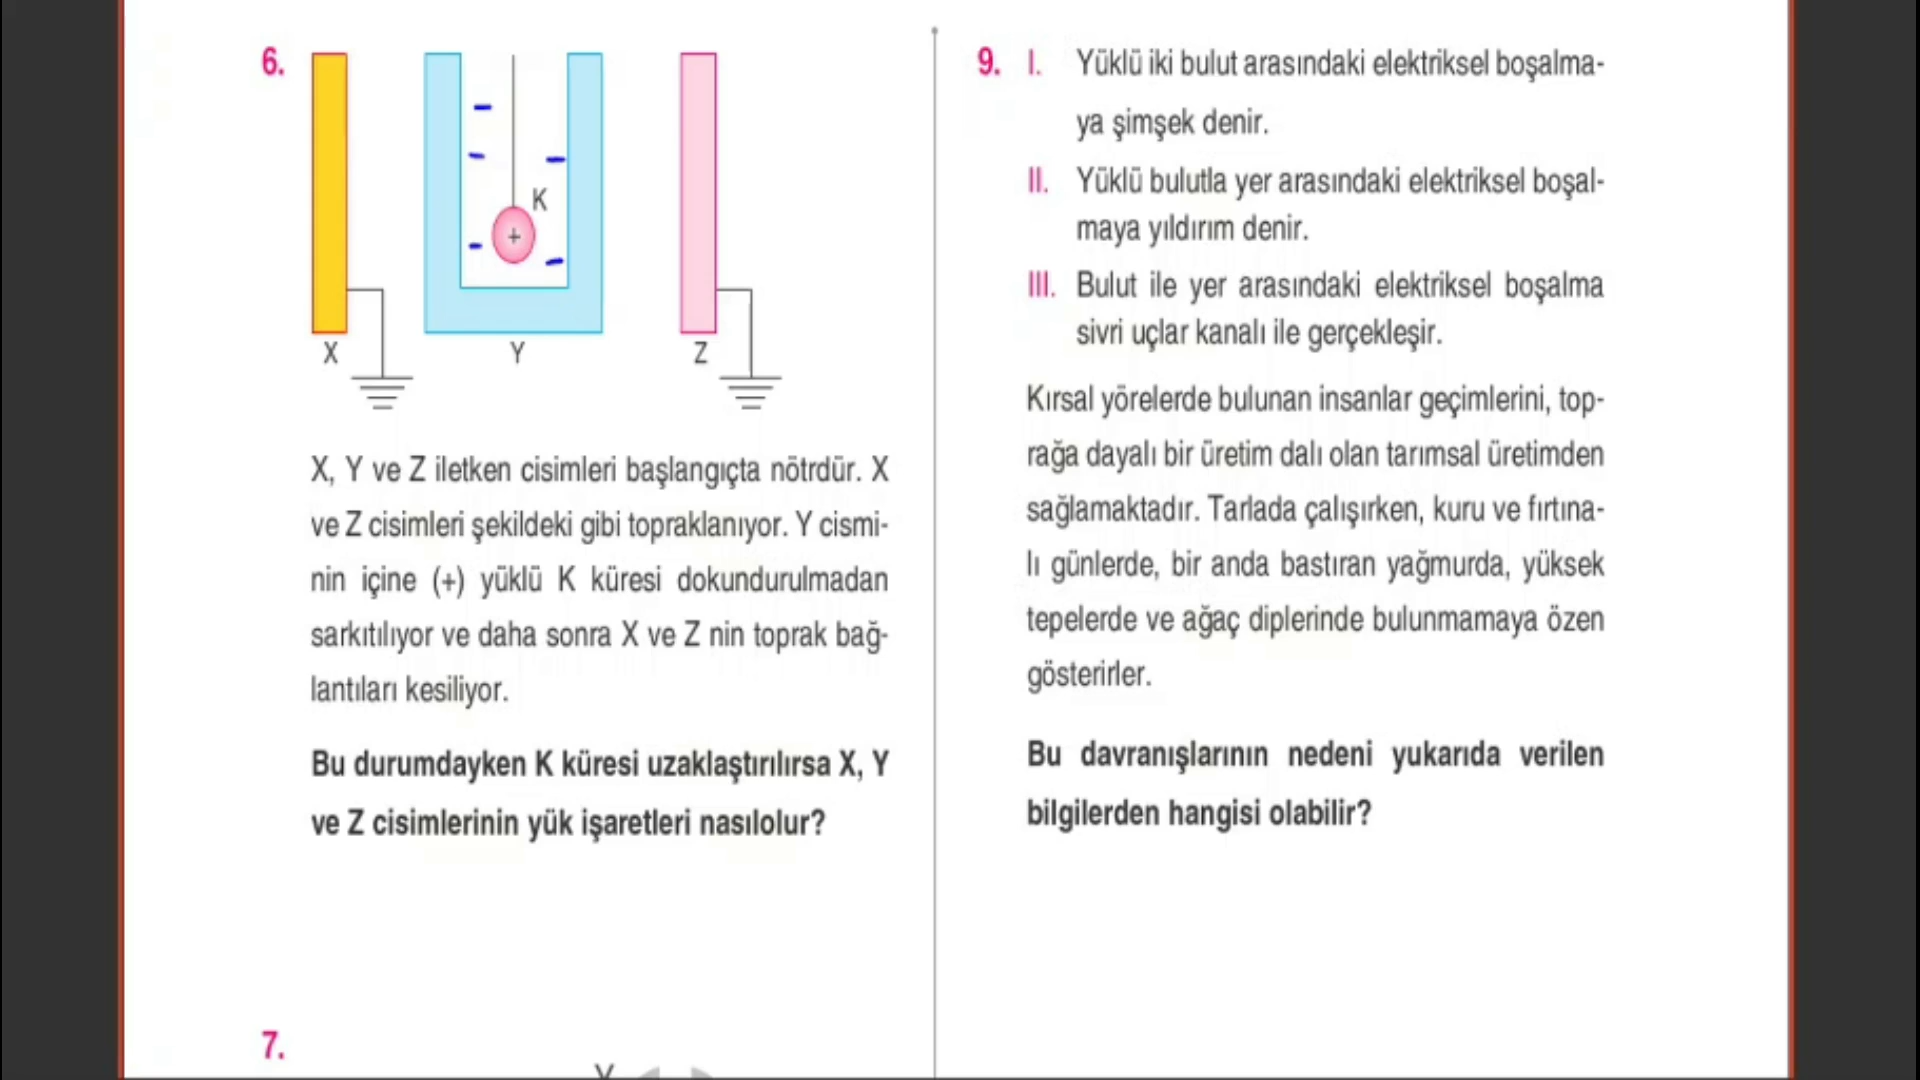 6.
K
+
X
Y
Z
X, Y ve Z iletken cisimleri başlangıçta nötrdür. X
ve Z cisimleri şekildeki gibi topraklanıyor. Y cismi-
nin içine (+) yüklü K küresi dokundurulmadan
sarkıtılıyor ve daha sonra X ve Z nin toprak bağ-
lantıları kesiliyor.
Bu durumdayken K küresi uzaklaştırılırsa X, Y
ve Z cisimlerinin yük işaretleri nasılolur?
7.
Y
9. I. Yüklü iki bulut arasındaki elektriksel boşalma-
ya şimşek denir.
II. Yüklü bulutla yer arasındaki elektriksel boşal-
maya yıldırım denir.
III. Bulut ile yer arasındaki elektriksel boşalma
sivri uçlar kanalı ile gerçekleşir.
Kırsal yörelerde bulunan insanlar geçimlerini, top-
rağa dayalı bir üretim dalı olan tarımsal üretimden
sağlamaktadır. Tarlada çalışırken, kuru ve fırtına-
lı günlerde, bir anda bastıran yağmurda, yüksek
tepelerde ve ağaç diplerinde bulunmamaya özen
gösterirler.
Bu davranışlarının nedeni yukarıda verilen
bilgilerden hangisi olabilir?